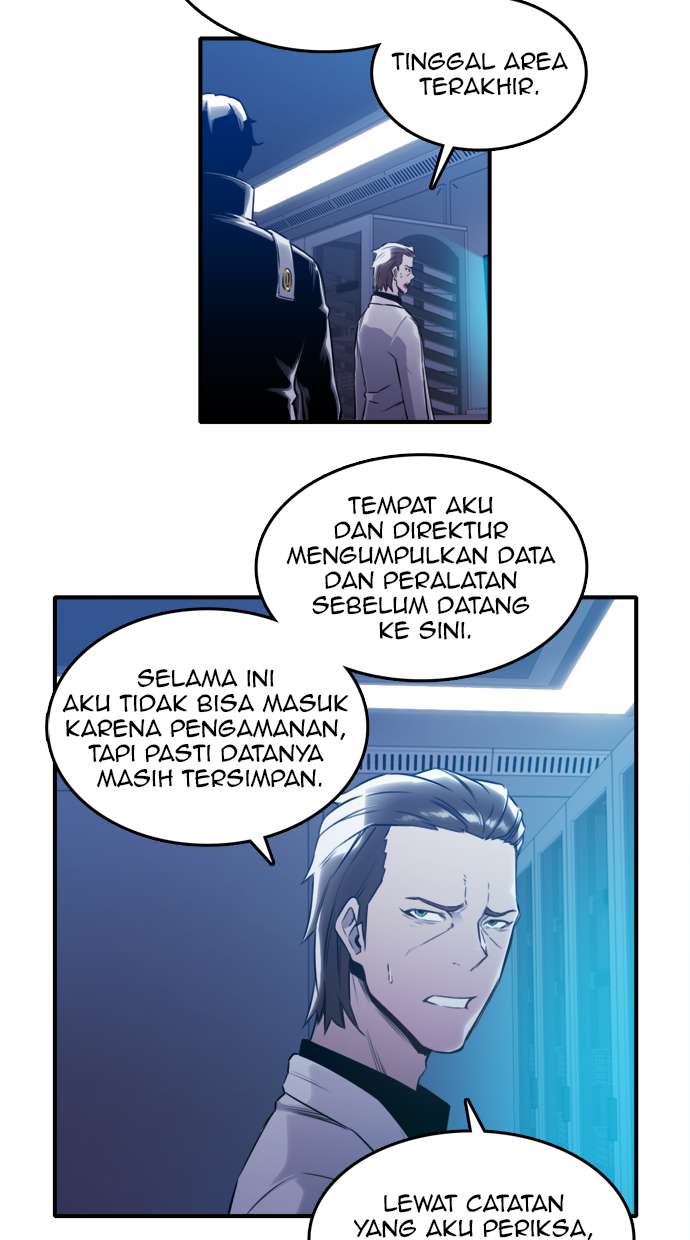 TINGGAL AREA
TERAKHIR.
TEMPAT AKU
DAN DIREKTUR
MENGUMPULKAN DATA
DAN PERALATAN
SEBELUM DATANG
KE SINI.
SELAMA INI
AKU TIDAK BISA MASUK
KARENA PENGAMANAN,
TAPI PASTI DATANYA
MASIH TERSIMPAN.
LEWAT CATATAN
YANG AKU PERIKSA,